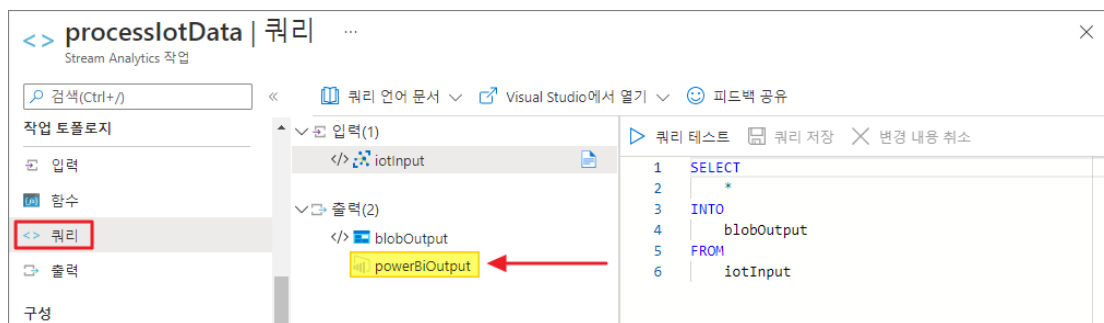 <> processIotData | 쿼리 ...
Stream Analytics 작업
검색(Ctrl+/)
«
쿼리 언어 문서
Visual Studio에서 열기
피드백 공유
작업 토폴로지
입력
함수
<> 쿼리
출력
구성
입력(1)
</> iotInput
출력(2)
</> blobOutput
powerBiOutput
쿼리 테스트
쿼리 저장
변경 내용 취소
1 SELECT
2 *
3 INTO
4 blobOutput
5 FROM
6 iotInput